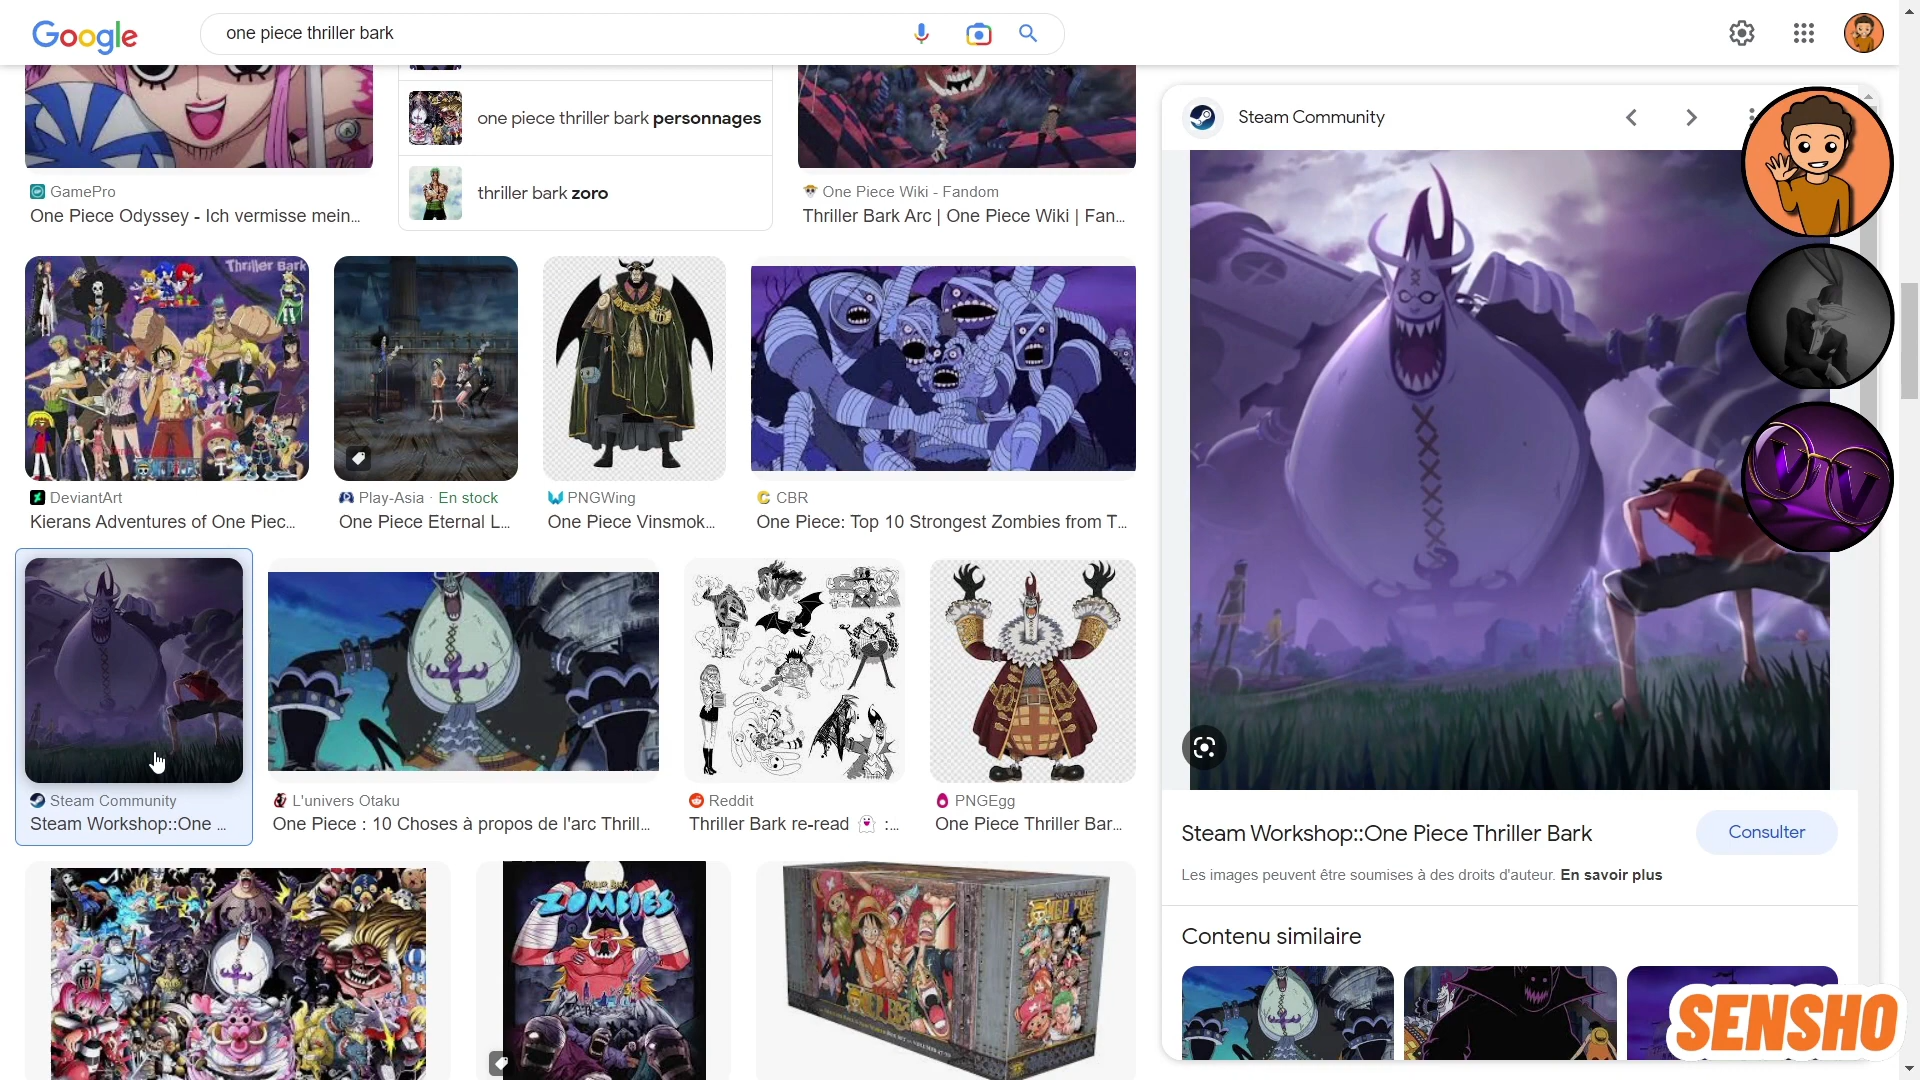 Google
one piece thriller bark
one piece thriller bark personnages
thriller bark zoro
GamePro
One Piece Odyssey - Ich vermisse mein...
One Piece Wiki - Fandom
Thriller Bark Arc | One Piece Wiki | Fan...
Thriller Bark
DeviantArt
Kierans Adventures of One Piec...
Play-Asia · En stock
One Piece Eternal L...
PNGWing
One Piece Vinsmok...
CBR
One Piece: Top 10 Strongest Zombies from T...
Steam Community
Steam Workshop::One ...
L'univers Otaku
One Piece : 10 Choses à propos de l'arc Thrill...
Reddit
Thriller Bark re-read 👻 :...
PNGEgg
One Piece Thriller Bar...
THRILLER BARK
ZOMBIES
ONE PIECE
Steam Community
Steam Workshop::One Piece Thriller Bark
Consulter
Les images peuvent être soumises à des droits d'auteur. En savoir plus
Contenu similaire
V V
SENSHO